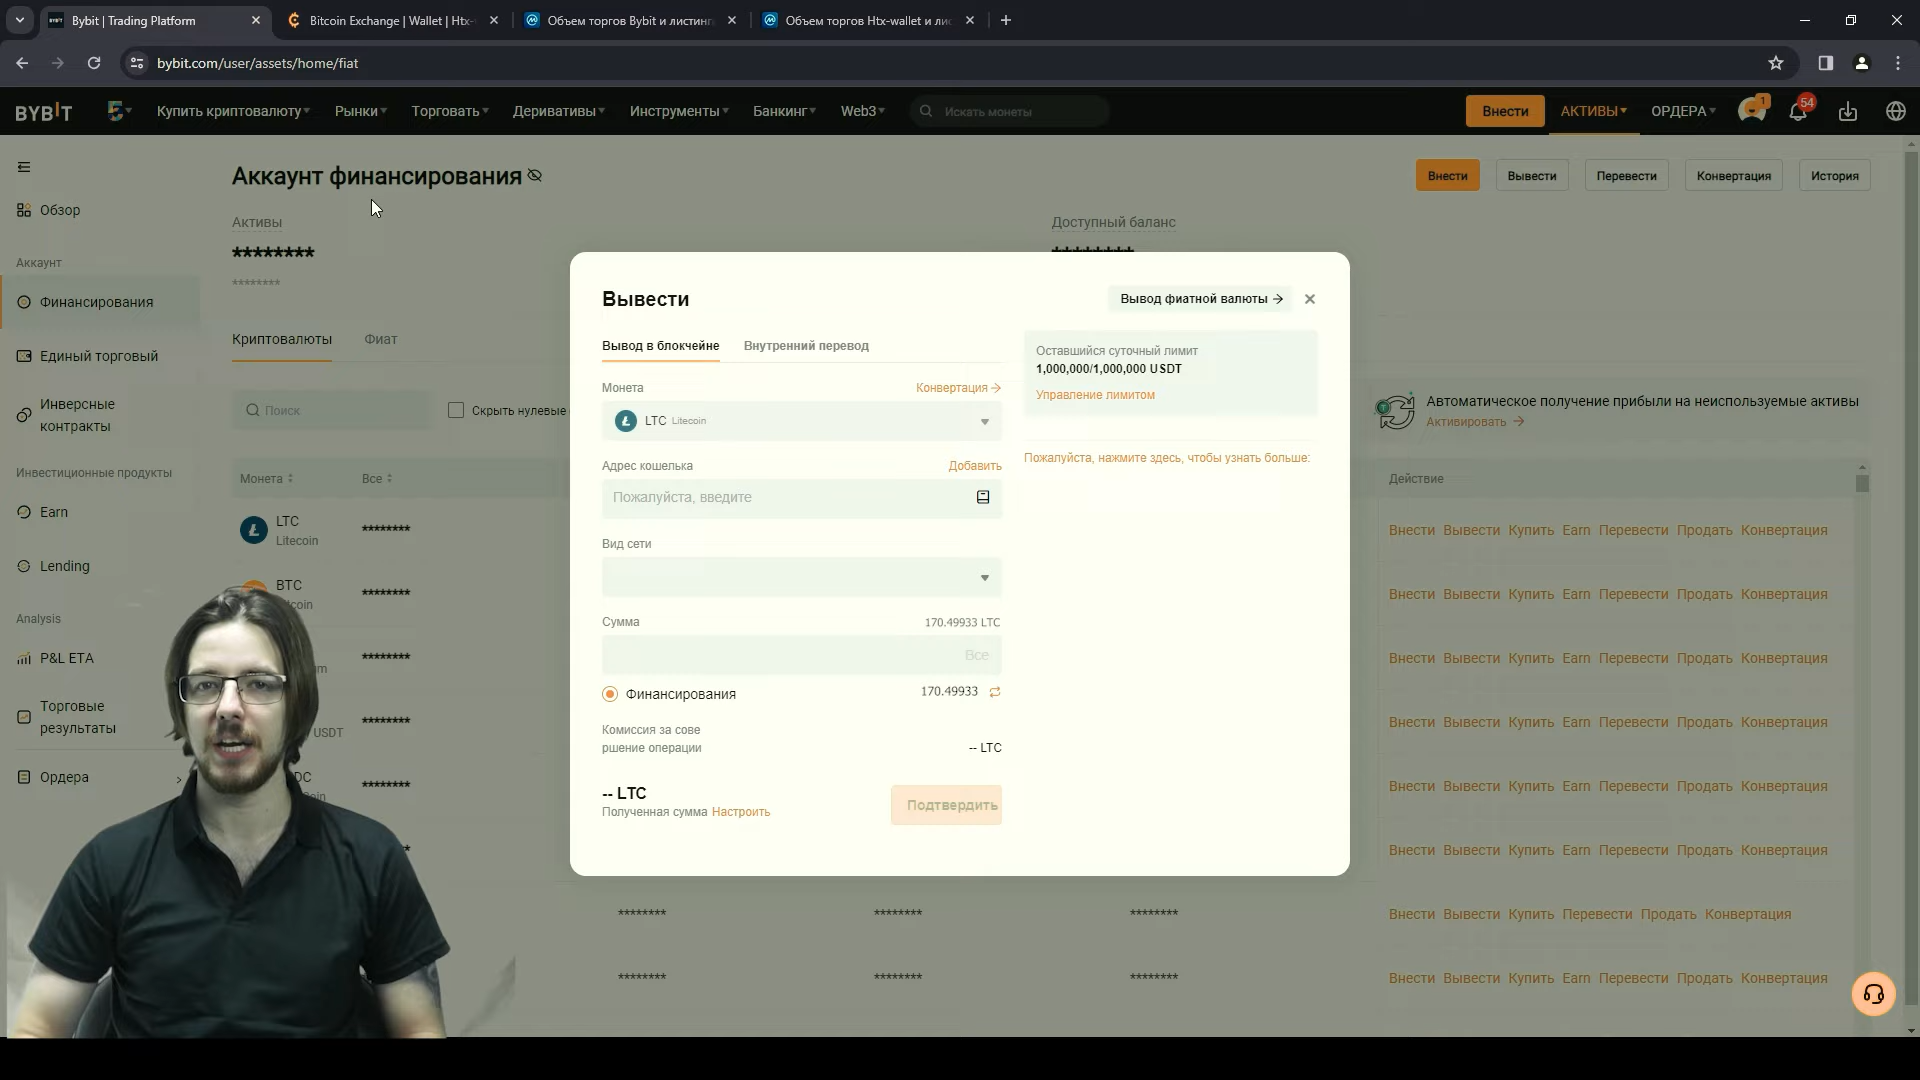 Bybit | Trading Platform
Bitcoin Exchange | Wallet | Htx-
Объем торгов Bybit и листинг
Объем торгов Htx-wallet и ли
bybit.com/user/assets/home/fiat
BYBIT
Купить криптовалюту
Рынки
Торговать
Деривативы
Инструменты
Банкинг
Web3
Искать монеты
Внести
АКТИВЫ
ОРДЕРА
1
54
Аккаунт финансирования
Внести
Вывести
Перевести
Конвертация
История
Обзор
Активы
Доступный баланс
********
********
********
Аккаунт
Финансирования
Единый торговый
Инверсные
контракты
Инвестиционные продукты
Earn
Lending
Analysis
P&L ETA
Торговые
результаты
Ордера
Криптовалюты
Фиат
Поиск
Скрыть нулевые
Автоматическое получение прибыли на неиспользуемые активы
Активировать →
Монета
Все
Действие
LTC
Litecoin
********
Внести Вывести Купить Earn Перевести Продать Конвертация
BTC
coin
********
Внести Вывести Купить Earn Перевести Продать Конвертация
********
Внести Вывести Купить Earn Перевести Продать Конвертация
USDT
********
Внести Вывести Купить Earn Перевести Продать Конвертация
DC
********
Внести Вывести Купить Earn Перевести Продать Конвертация
Внести Вывести Купить Earn Перевести Продать Конвертация
******** ******** ********
Внести Вывести Купить Перевести Продать Конвертация
******** ******** ********
Внести Вывести Купить Earn Перевести Продать Конвертация
Вывести
Вывод фиатной валюты →
Вывод в блокчейне
Внутренний перевод
Монета
Конвертация →
LTC Litecoin
Адрес кошелька
Добавить
Пожалуйста, введите
Вид сети
Сумма
170.49933 LTC
Все
Финансирования
170.49933
Комиссия за сове
ршение операции
-- LTC
-- LTC
Полученная сумма Настроить
Подтвердить
Оставшийся суточный лимит
1,000,000/1,000,000 USDT
Управление лимитом
Пожалуйста, нажмите здесь, чтобы узнать больше: